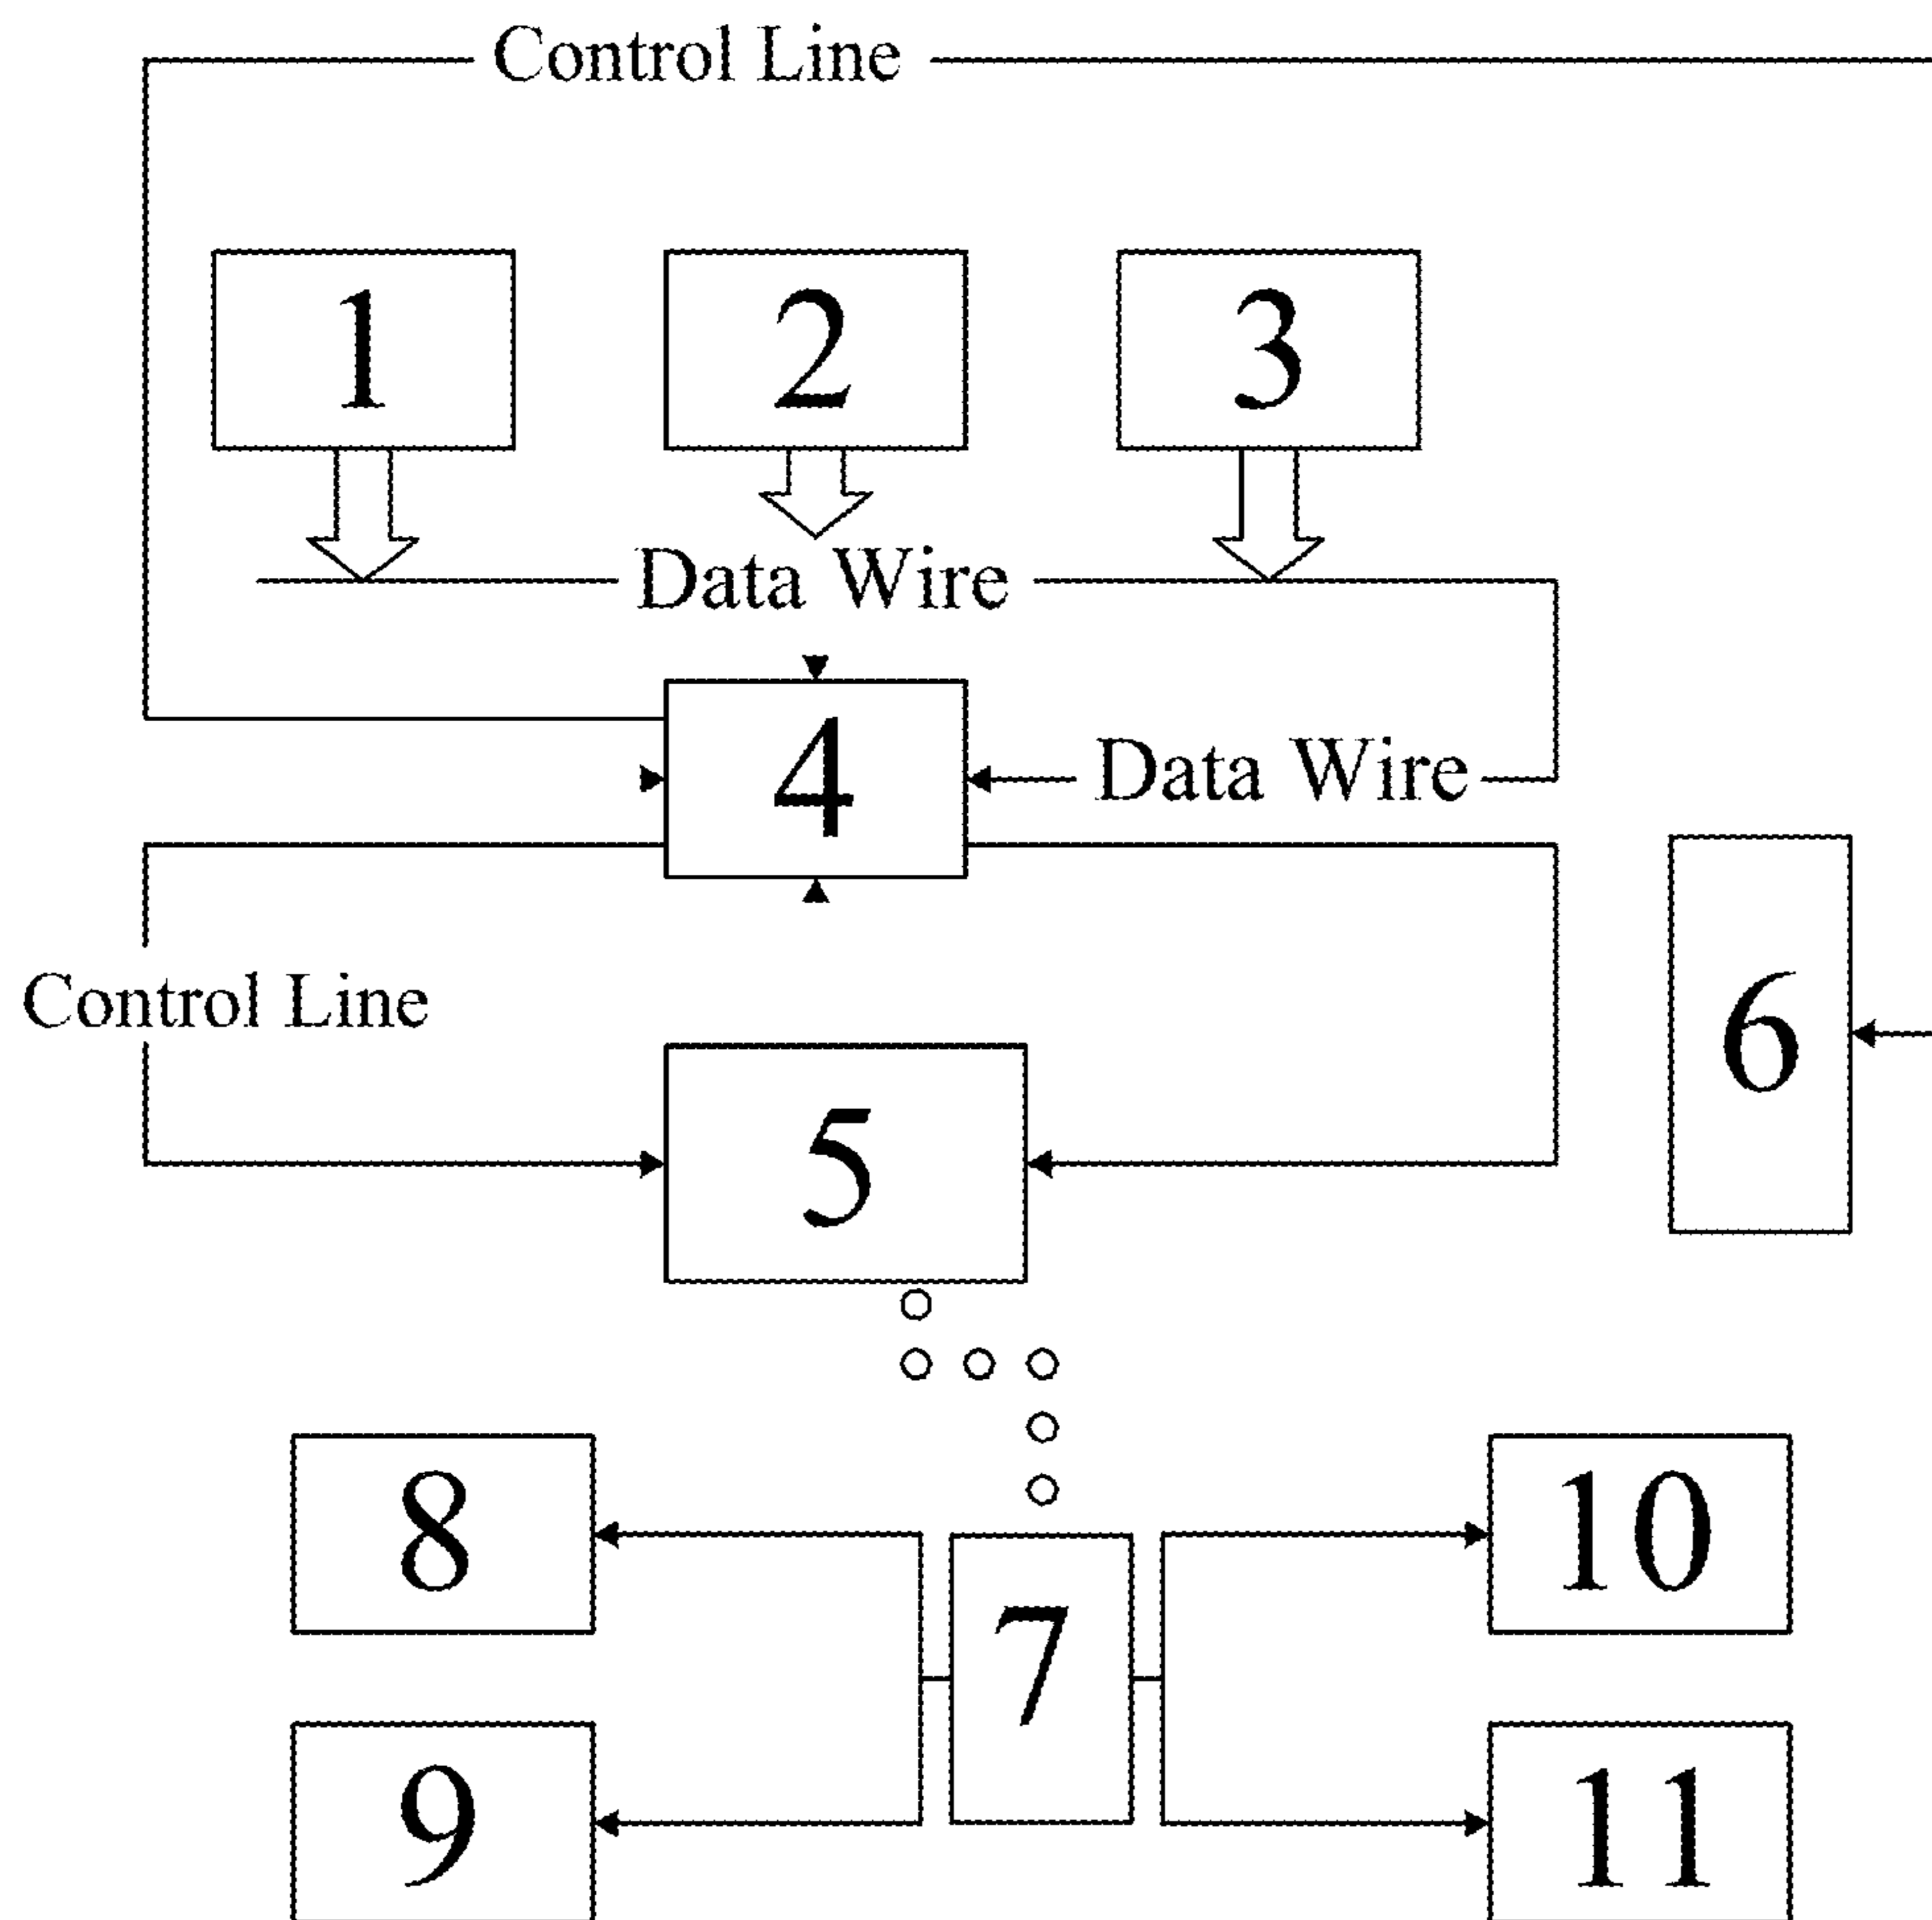 Control Line
1 2 3
Data Wire
4 Data Wire
Control Line
6
5
8 10
7
9 11